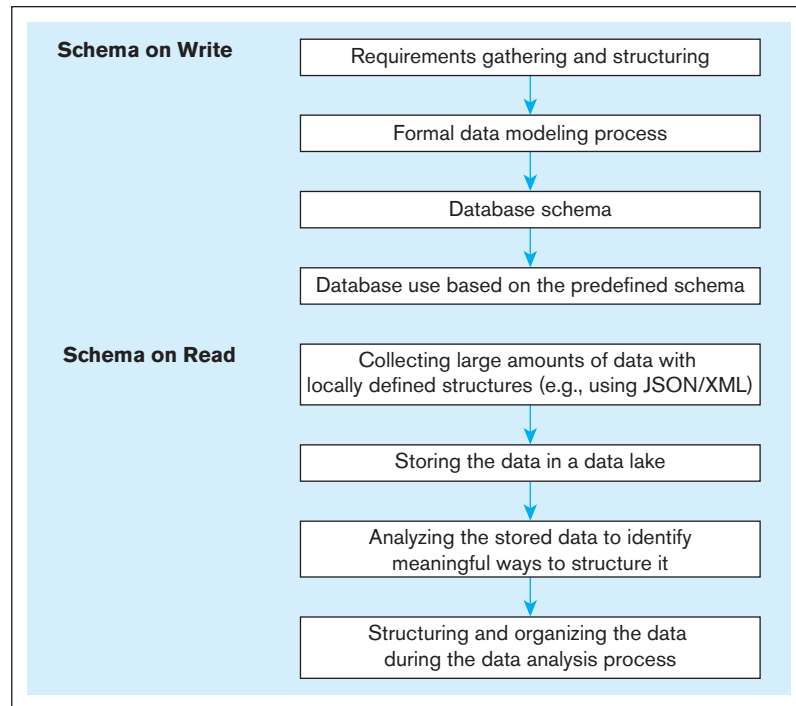 Schema on Write
Requirements gathering and structuring
Formal data modeling process
Database schema
Database use based on the predefined schema
Schema on Read
Collecting large amounts of data with
locally defined structures (e.g., using JSON/XML)
Storing the data in a data lake
Analyzing the stored data to identify
meaningful ways to structure it
Structuring and organizing the data
during the data analysis process